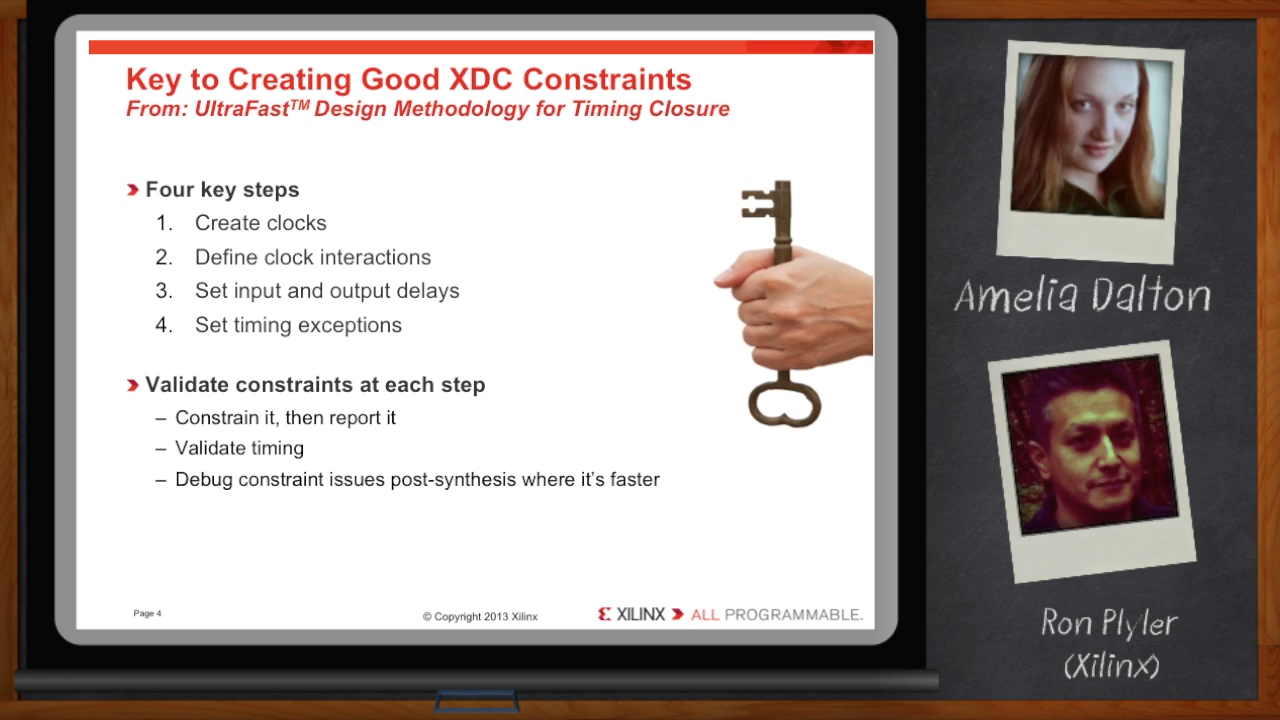 Key to Creating Good XDC Constraints
From: UltraFast™ Design Methodology for Timing Closure
Four key steps
1. Create clocks
2. Define clock interactions
3. Set input and output delays
4. Set timing exceptions
Validate constraints at each step
– Constrain it, then report it
– Validate timing
– Debug constraint issues post-synthesis where it's faster
Page 4
© Copyright 2013 Xilinx
XILINX ALL PROGRAMMABLE.
Amelia Dalton
Ron Plyler
(Xilinx)